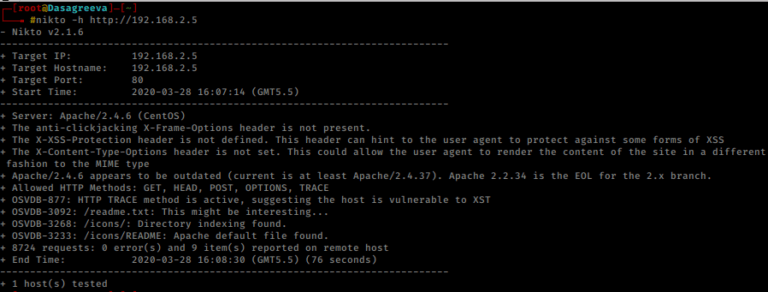 [root@Dasagreeva]-[~]
#nikto -h http://192.168.2.5
- Nikto v2.1.6
---------------------------------------------------------------------------
+ Target IP:          192.168.2.5
+ Target Hostname:    192.168.2.5
+ Target Port:        80
+ Start Time:         2020-03-28 16:07:14 (GMT5.5)
---------------------------------------------------------------------------
+ Server: Apache/2.4.6 (CentOS)
+ The anti-clickjacking X-Frame-Options header is not present.
+ The X-XSS-Protection header is not defined. This header can hint to the user agent to protect against some forms of XSS
+ The X-Content-Type-Options header is not set. This could allow the user agent to render the content of the site in a different
fashion to the MIME type
+ Apache/2.4.6 appears to be outdated (current is at least Apache/2.4.37). Apache 2.2.34 is the EOL for the 2.x branch.
+ Allowed HTTP Methods: GET, HEAD, POST, OPTIONS, TRACE
+ OSVDB-877: HTTP TRACE method is active, suggesting the host is vulnerable to XST
+ OSVDB-3092: /readme.txt: This might be interesting...
+ OSVDB-3268: /icons/: Directory indexing found.
+ OSVDB-3233: /icons/README: Apache default file found.
+ 8724 requests: 0 error(s) and 9 item(s) reported on remote host
+ End Time:           2020-03-28 16:08:30 (GMT5.5) (76 seconds)
---------------------------------------------------------------------------
+ 1 host(s) tested